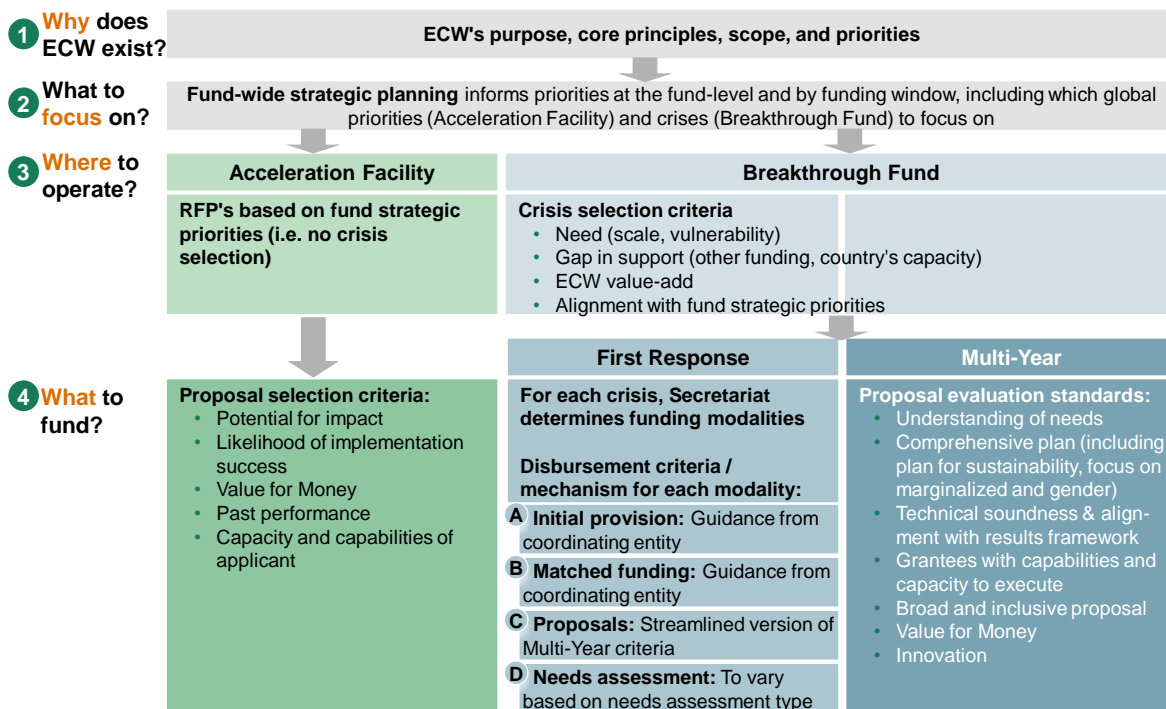 1
Why does
ECW exist?
ECW's purpose, core principles, scope, and priorities
2
What to
focus on?
Fund-wide strategic planning informs priorities at the fund-level and by funding window, including which global
priorities (Acceleration Facility) and crises (Breakthrough Fund) to focus on
3
Where to
operate?
Acceleration Facility
RFP's based on fund strategic
priorities (i.e. no crisis
selection)
Breakthrough Fund
Crisis selection criteria
• Need (scale, vulnerability)
• Gap in support (other funding, country's capacity)
• ECW value-add
• Alignment with fund strategic priorities
4
What to
fund?
Proposal selection criteria:
• Potential for impact
• Likelihood of implementation
success
• Value for Money
• Past performance
• Capacity and capabilities of
applicant
First Response
For each crisis, Secretariat
determines funding modalities
Disbursement criteria /
mechanism for each modality:
A Initial provision: Guidance from
coordinating entity
B Matched funding: Guidance from
coordinating entity
C Proposals: Streamlined version of
Multi-Year criteria
D Needs assessment: To vary
based on needs assessment type
Multi-Year
Proposal evaluation standards:
• Understanding of needs
• Comprehensive plan (including
plan for sustainability, focus on
marginalized and gender)
• Technical soundness & align-
ment with results framework
• Grantees with capabilities and
capacity to execute
• Broad and inclusive proposal
• Value for Money
• Innovation